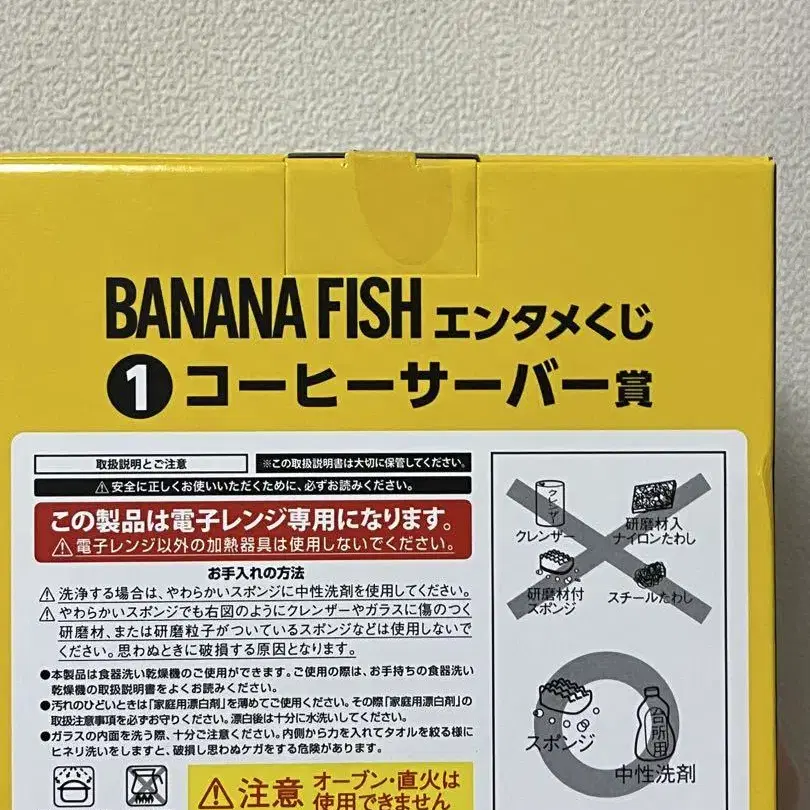 BANANA FISH エンタメくじ
1 コーヒーサーバー賞
取扱説明とご注意
※この取扱説明書は大切に保管してください。
⚠安全に正しくお使いいただくために、必ずお読みください。
この製品は電子レンジ専用になります。
⚠電子レンジ以外の加熱器具は使用しないでください。
お手入れの方法
⚠洗浄する場合は、やわらかいスポンジに中性洗剤を使用してください。
⚠やわらかいスポンジでも右図のようにクレンザーやガラスに傷のつく
研磨材、または研磨粒子がついているスポンジなどは使用しないで
ください。思わぬときに破損する原因となります。
●本製品は食器洗い乾燥機のご使用ができます。ご使用の際は、お手持ちの食器洗い
乾燥機の取扱説明書をよくお読みください。
●汚れのひどいときは「家庭用漂白剤」を薄めてご使用ください。その際「家庭用漂白剤」の
取扱注意事項を必ずお守りください。漂白後は十分に水洗いしてください。
●ガラスの内面を洗う際、十分ご注意ください。内側から力を入れてタオルを絞る様に
ヒネリ洗いをしますと、破損し思わぬケガをする危険があります。
⚠注意 オーブン・直火は
使用できません
クレンザー
クレンザー
研磨材入
ナイロンたわし
研磨材付
スポンジ
スチールたわし
スポンジ
台所用
中性洗剤